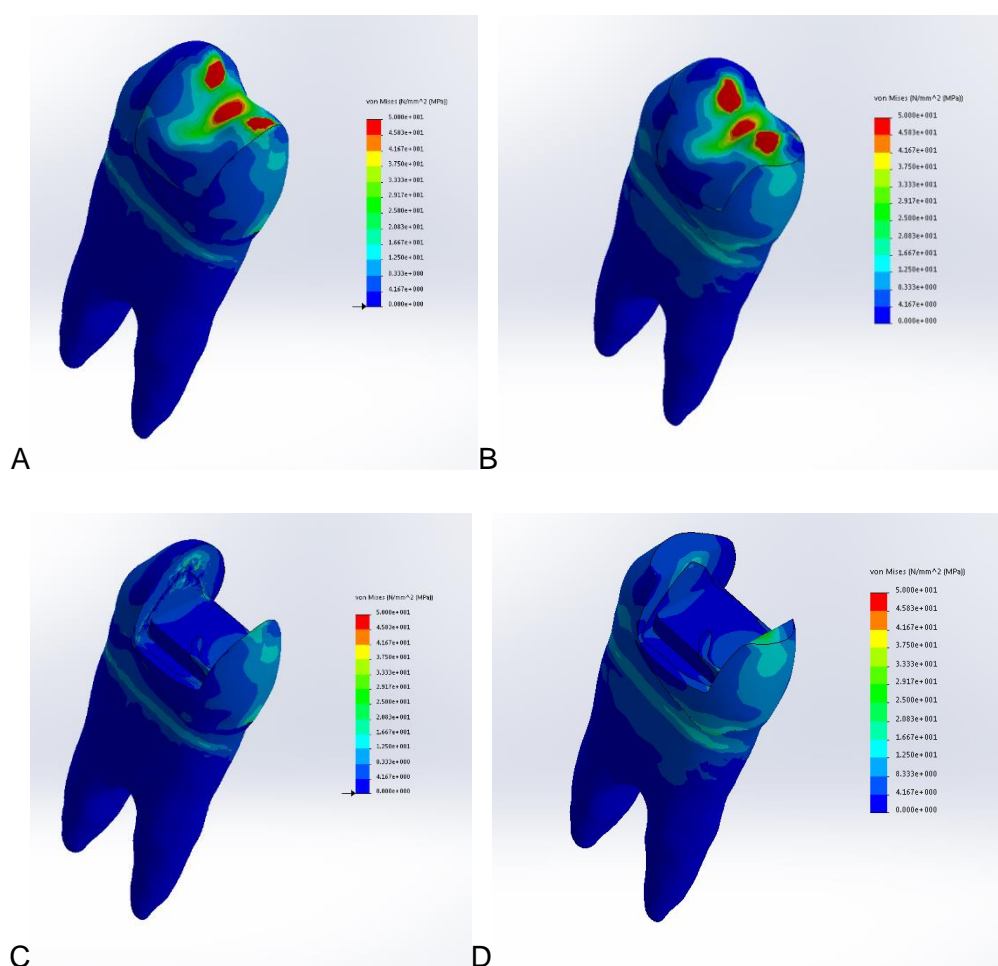 von Mises (N/mm^2 (MPa))
5.000e+001
4.583e+001
4.167e+001
3.750e+001
3.333e+001
2.917e+001
2.500e+001
2.083e+001
1.667e+001
1.250e+001
8.333e+000
4.167e+000
0.000e+000
A
von Mises (N/mm^2 (MPa))
5.000e+001
4.583e+001
4.167e+001
3.750e+001
3.333e+001
2.917e+001
2.500e+001
2.083e+001
1.667e+001
1.250e+001
8.333e+000
4.167e+000
0.000e+000
B
von Mises (N/mm^2 (MPa))
5.000e+001
4.583e+001
4.167e+001
3.750e+001
3.333e+001
2.917e+001
2.500e+001
2.083e+001
1.667e+001
1.250e+001
8.333e+000
4.167e+000
0.000e+000
C
von Mises (N/mm^2 (MPa))
5.000e+001
4.583e+001
4.167e+001
3.750e+001
3.333e+001
2.917e+001
2.500e+001
2.083e+001
1.667e+001
1.250e+001
8.333e+000
4.167e+000
0.000e+000
D